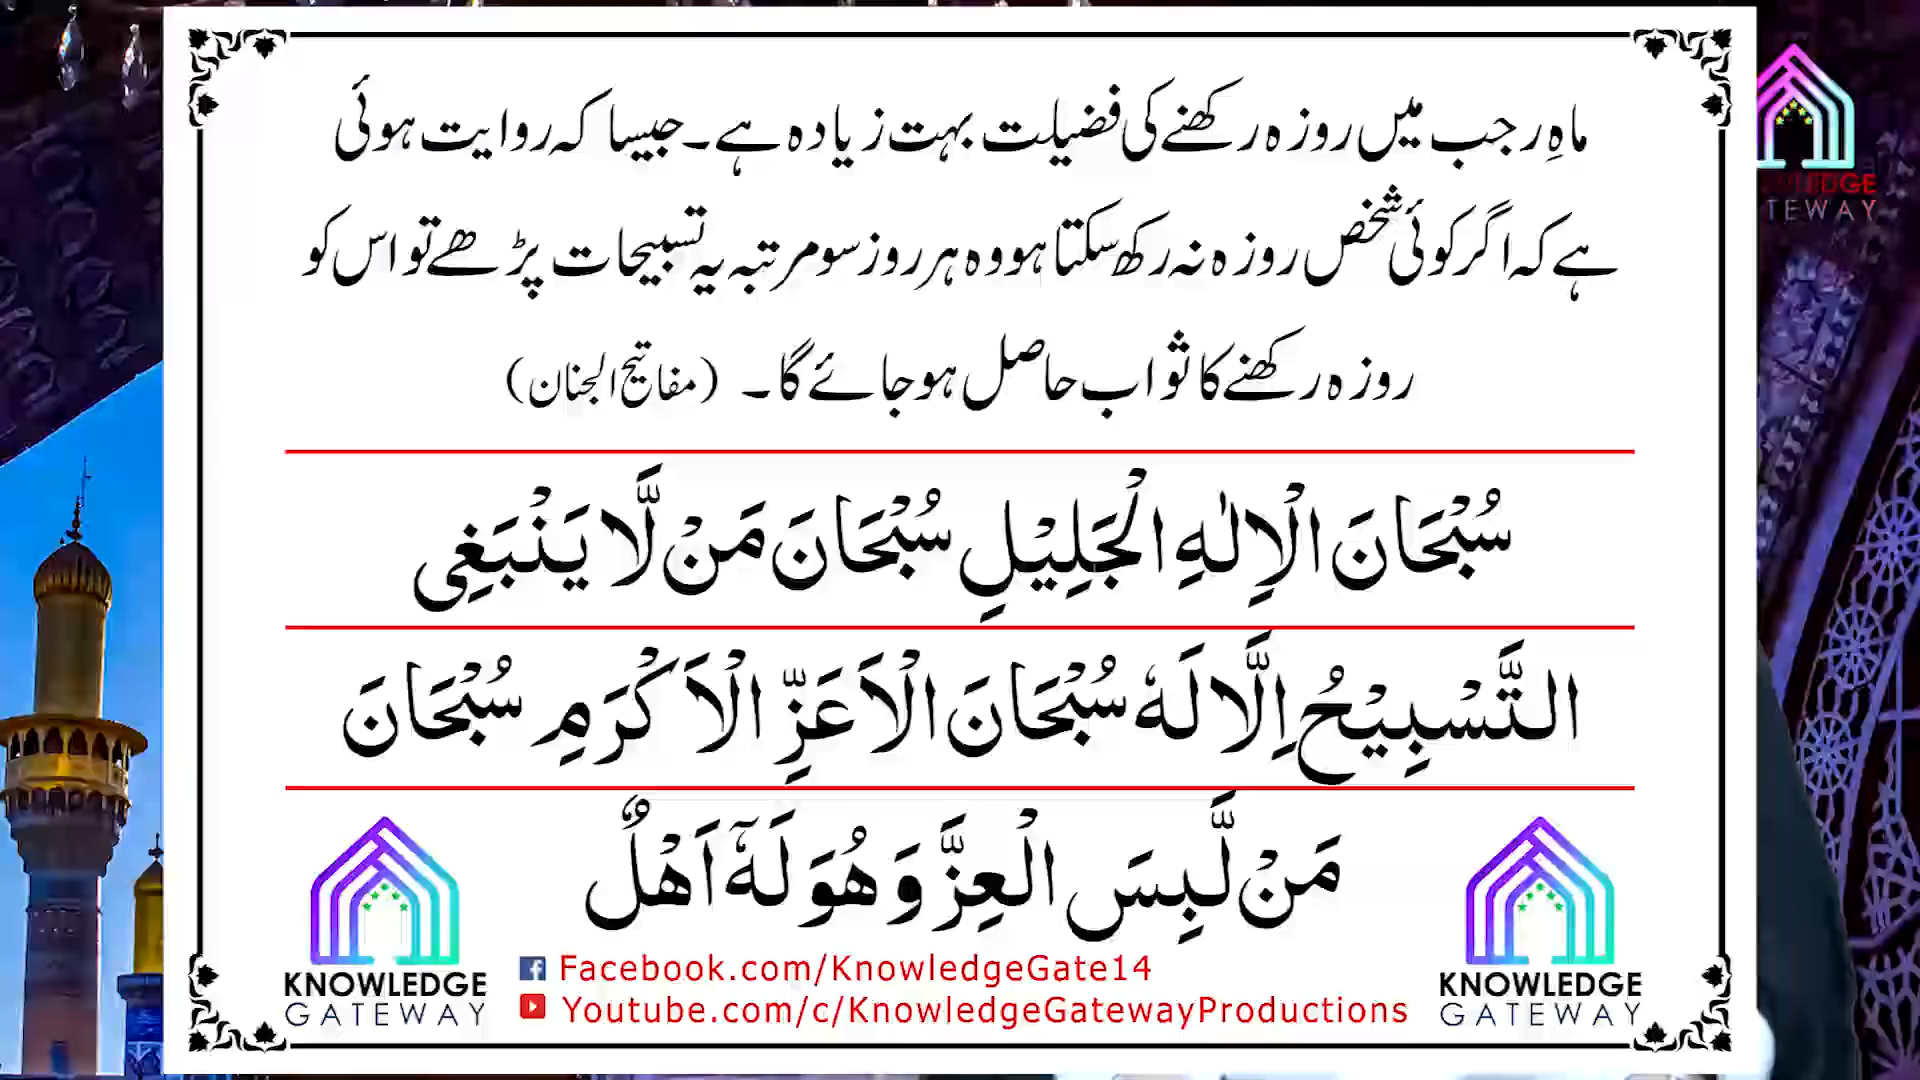 ماہِ رجب میں روزہ رکھنے کی فضیلت بہت زیادہ ہے۔ جیسا کہ روایت ہوئی
ہے کہ اگر کوئی شخص روزہ نہ رکھ سکتا ہو وہ ہر روز سو مرتبہ یہ تسبیحات پڑھے تو اس کو
روزہ رکھنے کا ثواب حاصل ہو جائے گا۔ (مفاتیح الجنان)
سُبْحَانَ الْاِلٰهِ الْجَلِيْلِ سُبْحَانَ مَنْ لَّا يَنْبَغِى
التَّسْبِيْحُ اِلَّا لَهٗ سُبْحَانَ الْاَعَزِّ الْاَكْرَمِ سُبْحَانَ
مَنْ لَّبِسَ الْعِزَّ وَهُوَ لَهٗٓ اَهْلٌ
KNOWLEDGE
GATEWAY
Facebook.com/KnowledgeGate14
Youtube.com/c/KnowledgeGatewayProductions
KNOWLEDGE
GATEWAY